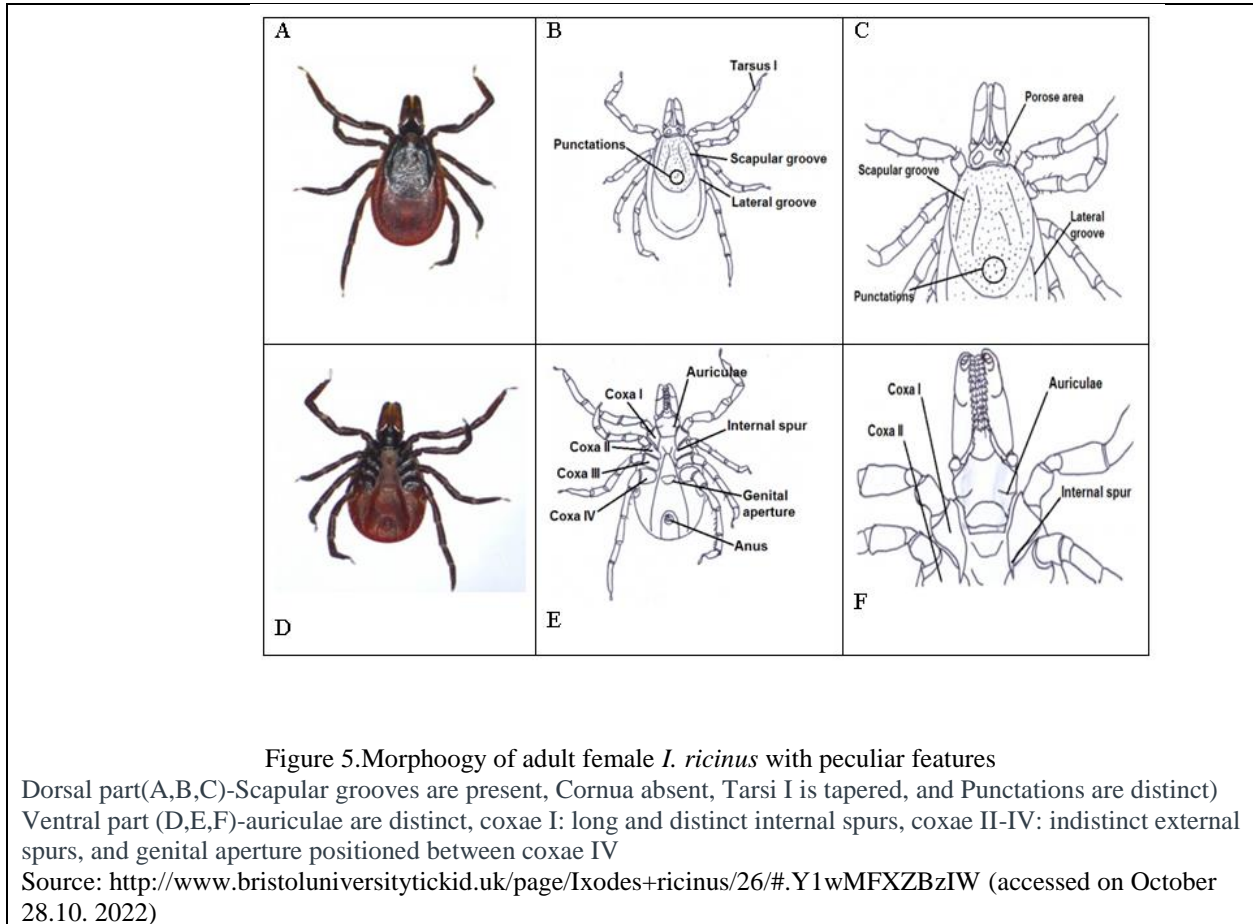 A
B
Tarsus I
Punctations
Scapular groove
Lateral groove
C
Porose area
Scapular groove
Lateral
groove
Punctations
D
E
Auriculae
Coxa I
Internal spur
Coxa II
Coxa III
Genital
aperture
Coxa IV
Anus
F
Coxa I
Auriculae
Coxa II
Internal spur
Figure 5.Morphoogy of adult female I. ricinus with peculiar features
Dorsal part(A,B,C)-Scapular grooves are present, Cornua absent, Tarsi I is tapered, and Punctations are distinct)
Ventral part (D,E,F)-auriculae are distinct, coxae I: long and distinct internal spurs, coxae II-IV: indistinct external
spurs, and genital aperture positioned between coxae IV
Source: http://www.bristoluniversitytickid.uk/page/Ixodes+ricinus/26/#.Y1wMFXZBzIW (accessed on October
28.10. 2022)